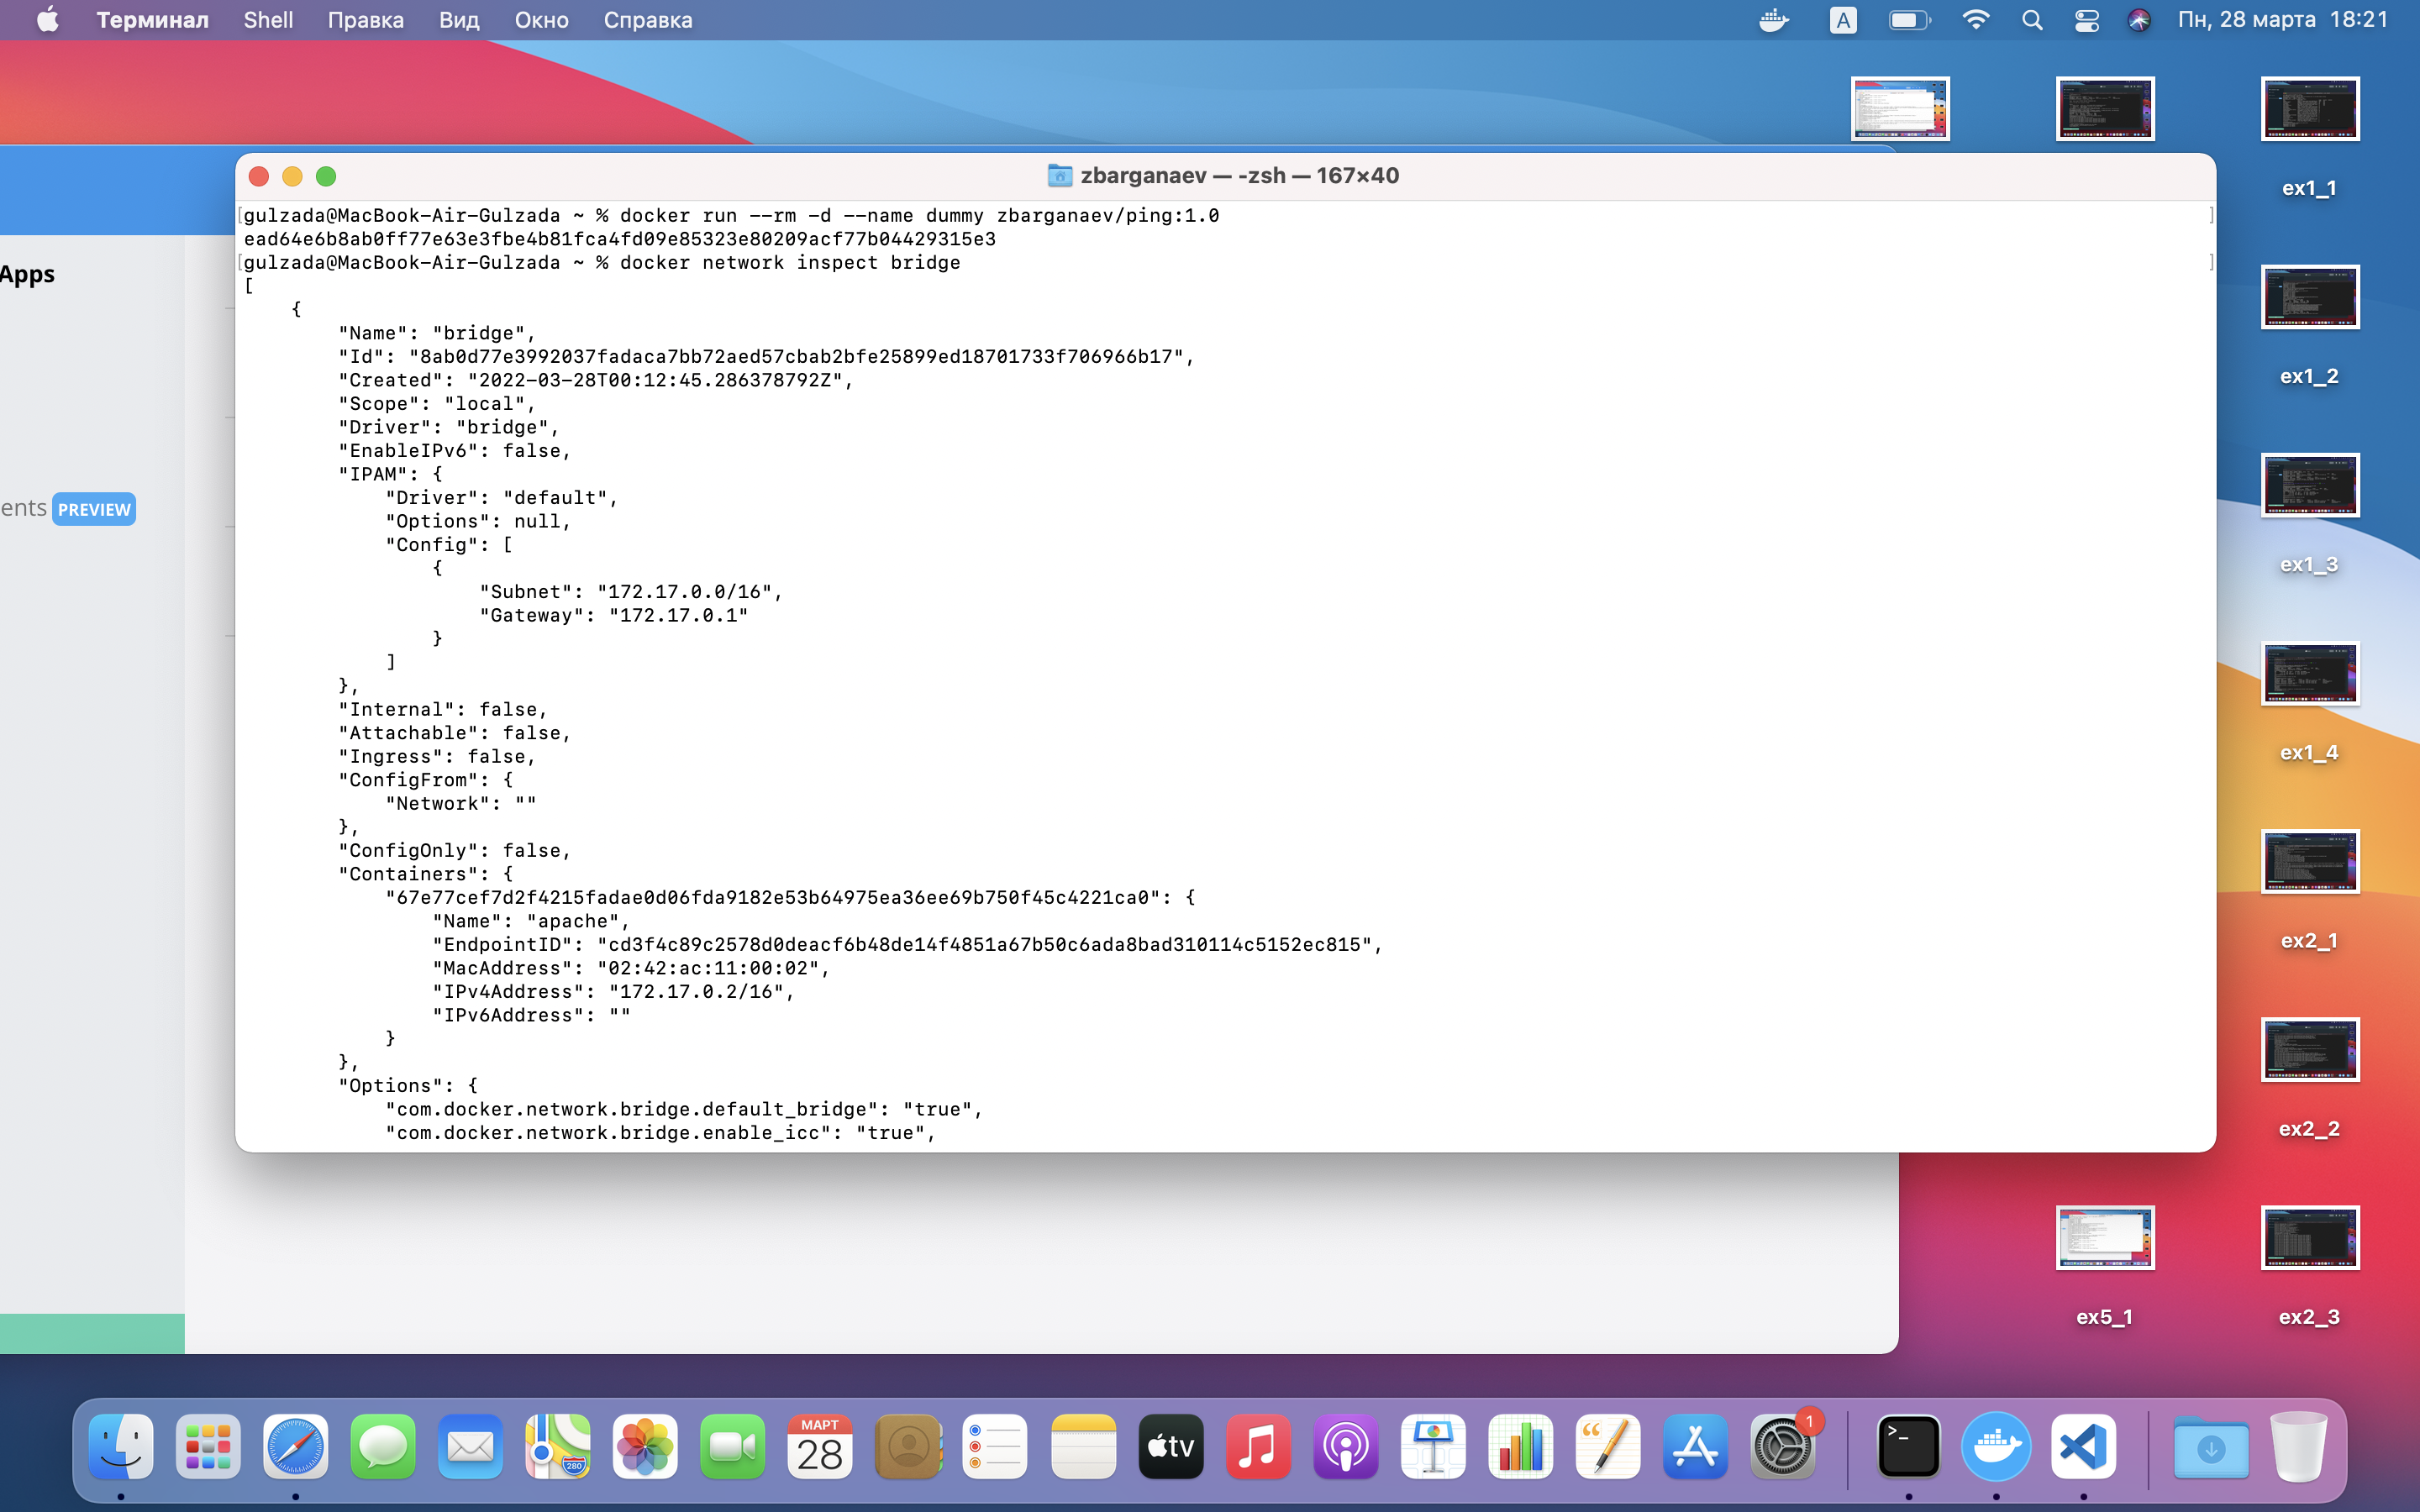 Терминал Shell Правка Вид Окно Справка
A Пн, 28 марта 18:21
zbarganaev — -zsh — 167×40
[gulzada@MacBook-Air-Gulzada ~ % docker run --rm -d --name dummy zbarganaev/ping:1.0 ]
ead64e6b8ab0ff77e63e3fbe4b81fca4fd09e85323e80209acf77b04429315e3
[gulzada@MacBook-Air-Gulzada ~ % docker network inspect bridge ]
[
    {
        "Name": "bridge",
        "Id": "8ab0d77e3992037fadaca7bb72aed57cbab2bfe25899ed18701733f706966b17",
        "Created": "2022-03-28T00:12:45.286378792Z",
        "Scope": "local",
        "Driver": "bridge",
        "EnableIPv6": false,
        "IPAM": {
            "Driver": "default",
            "Options": null,
            "Config": [
                {
                    "Subnet": "172.17.0.0/16",
                    "Gateway": "172.17.0.1"
                }
            ]
        },
        "Internal": false,
        "Attachable": false,
        "Ingress": false,
        "ConfigFrom": {
            "Network": ""
        },
        "ConfigOnly": false,
        "Containers": {
            "67e77cef7d2f4215fadae0d06fda9182e53b64975ea36ee69b750f45c4221ca0": {
                "Name": "apache",
                "EndpointID": "cd3f4c89c2578d0deacf6b48de14f4851a67b50c6ada8bad310114c5152ec815",
                "MacAddress": "02:42:ac:11:00:02",
                "IPv4Address": "172.17.0.2/16",
                "IPv6Address": ""
            }
        },
        "Options": {
            "com.docker.network.bridge.default_bridge": "true",
            "com.docker.network.bridge.enable_icc": "true",
Apps
ents PREVIEW
ex1_1
ex1_2
ex1_3
ex1_4
ex2_1
ex2_2
ex5_1
ex2_3
280
МАРТ
28
tv
1
>_